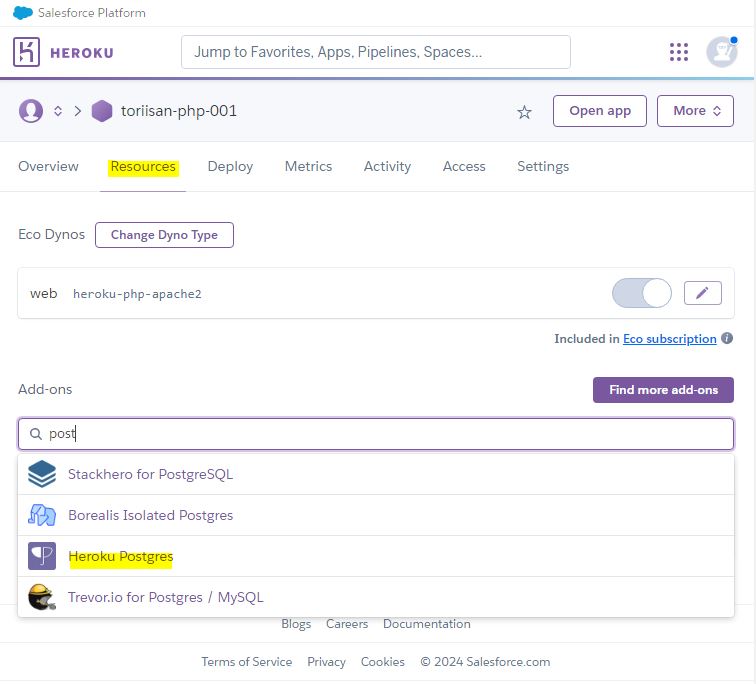 Salesforce Platform
HEROKU
Jump to Favorites, Apps, Pipelines, Spaces...
toriisan-php-001
Open app
More
Overview Resources Deploy Metrics Activity Access Settings
Eco Dynos Change Dyno Type
web heroku-php-apache2
Included in Eco subscription
Add-ons Find more add-ons
post
Stackhero for PostgreSQL
Borealis Isolated Postgres
Heroku Postgres
Trevor.io for Postgres / MySQL
Blogs Careers Documentation
Terms of Service Privacy Cookies © 2024 Salesforce.com